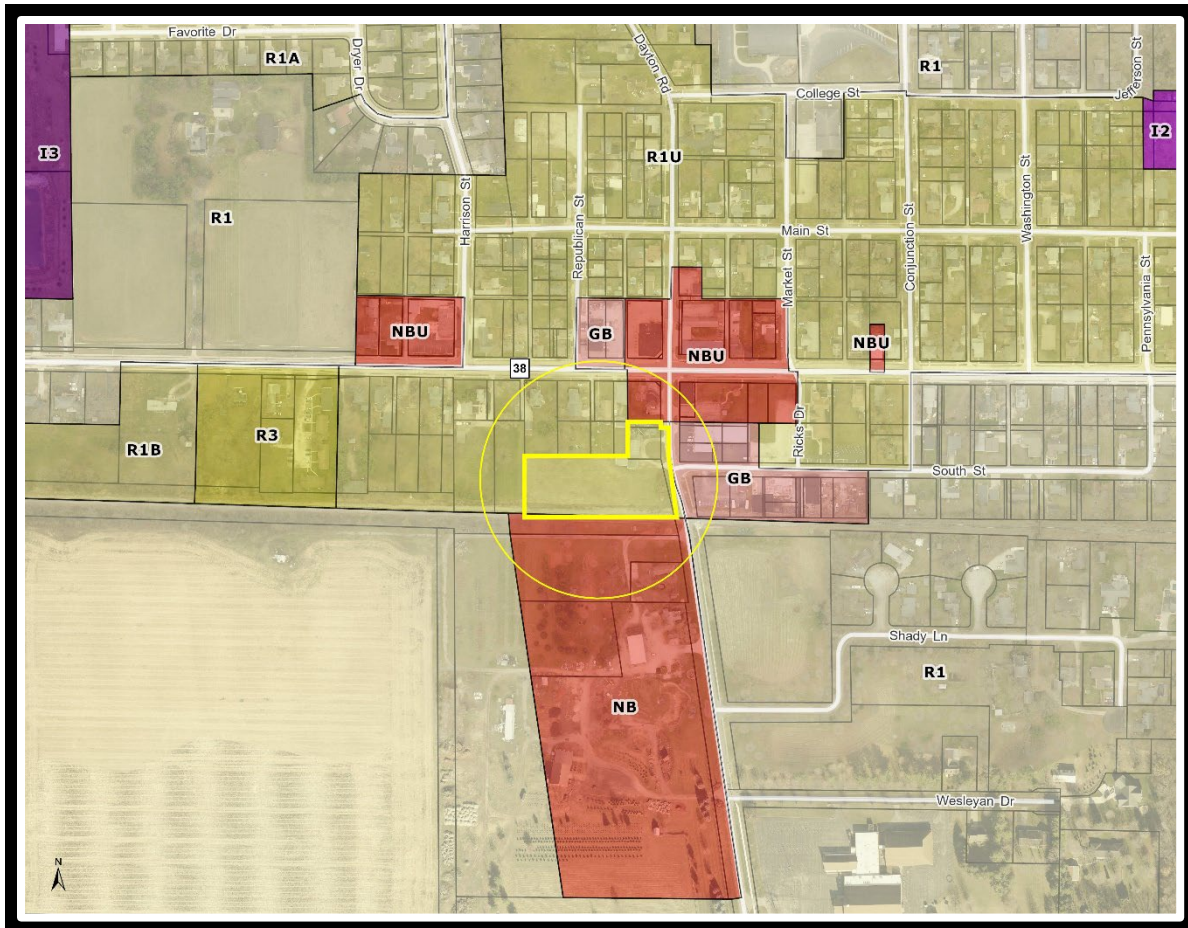 Favorite Dr
R1A
Dryer Dr
Dayton Rd
R1
College St
Jefferson St
I3
I2
R1U
R1
Harrison St
Republican St
Main St
Market St
Conjunction St
Washington St
Pennsylvania St
NBU
GB
NBU
NBU
38
R1B
R3
Ricks Dr
South St
GB
Shady Ln
R1
NB
Wesleyan Dr
N